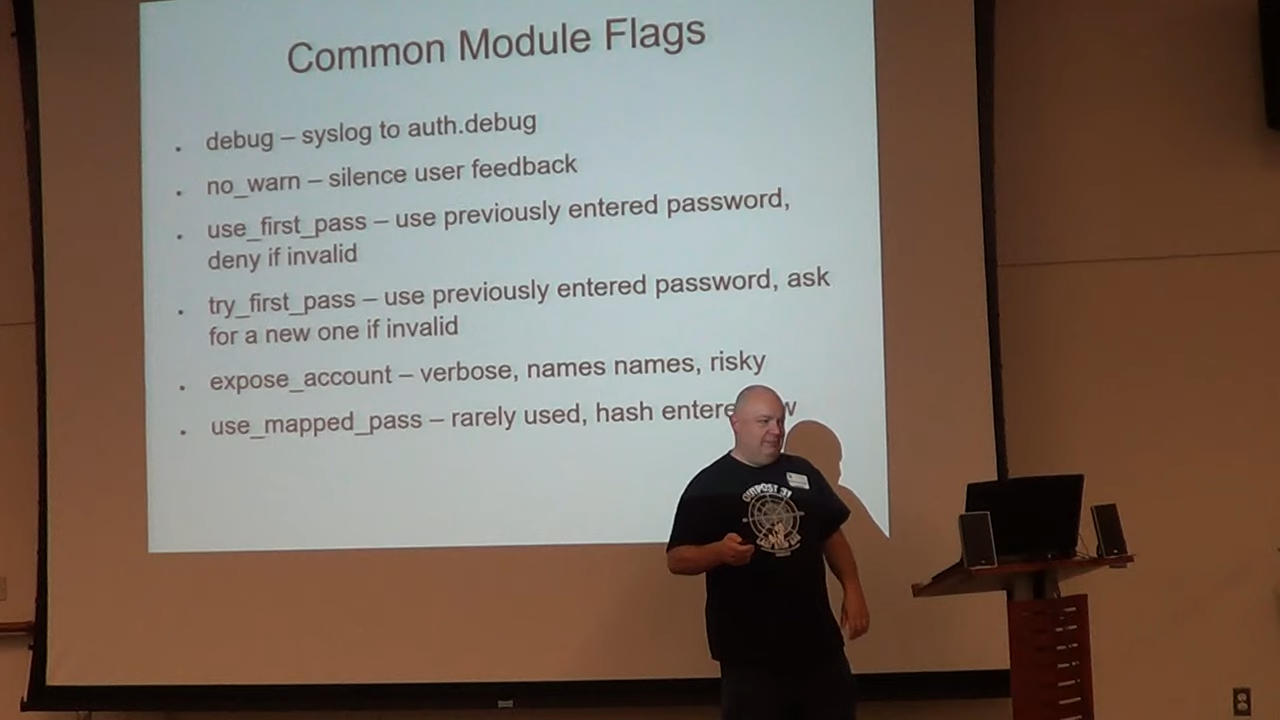 Common Module Flags
debug – syslog to auth.debug
no_warn – silence user feedback
use_first_pass – use previously entered password,
deny if invalid
try_first_pass – use previously entered password, ask
for a new one if invalid
expose_account – verbose, names names, risky
use_mapped_pass – rarely used, hash entere w
OUTPOST 31